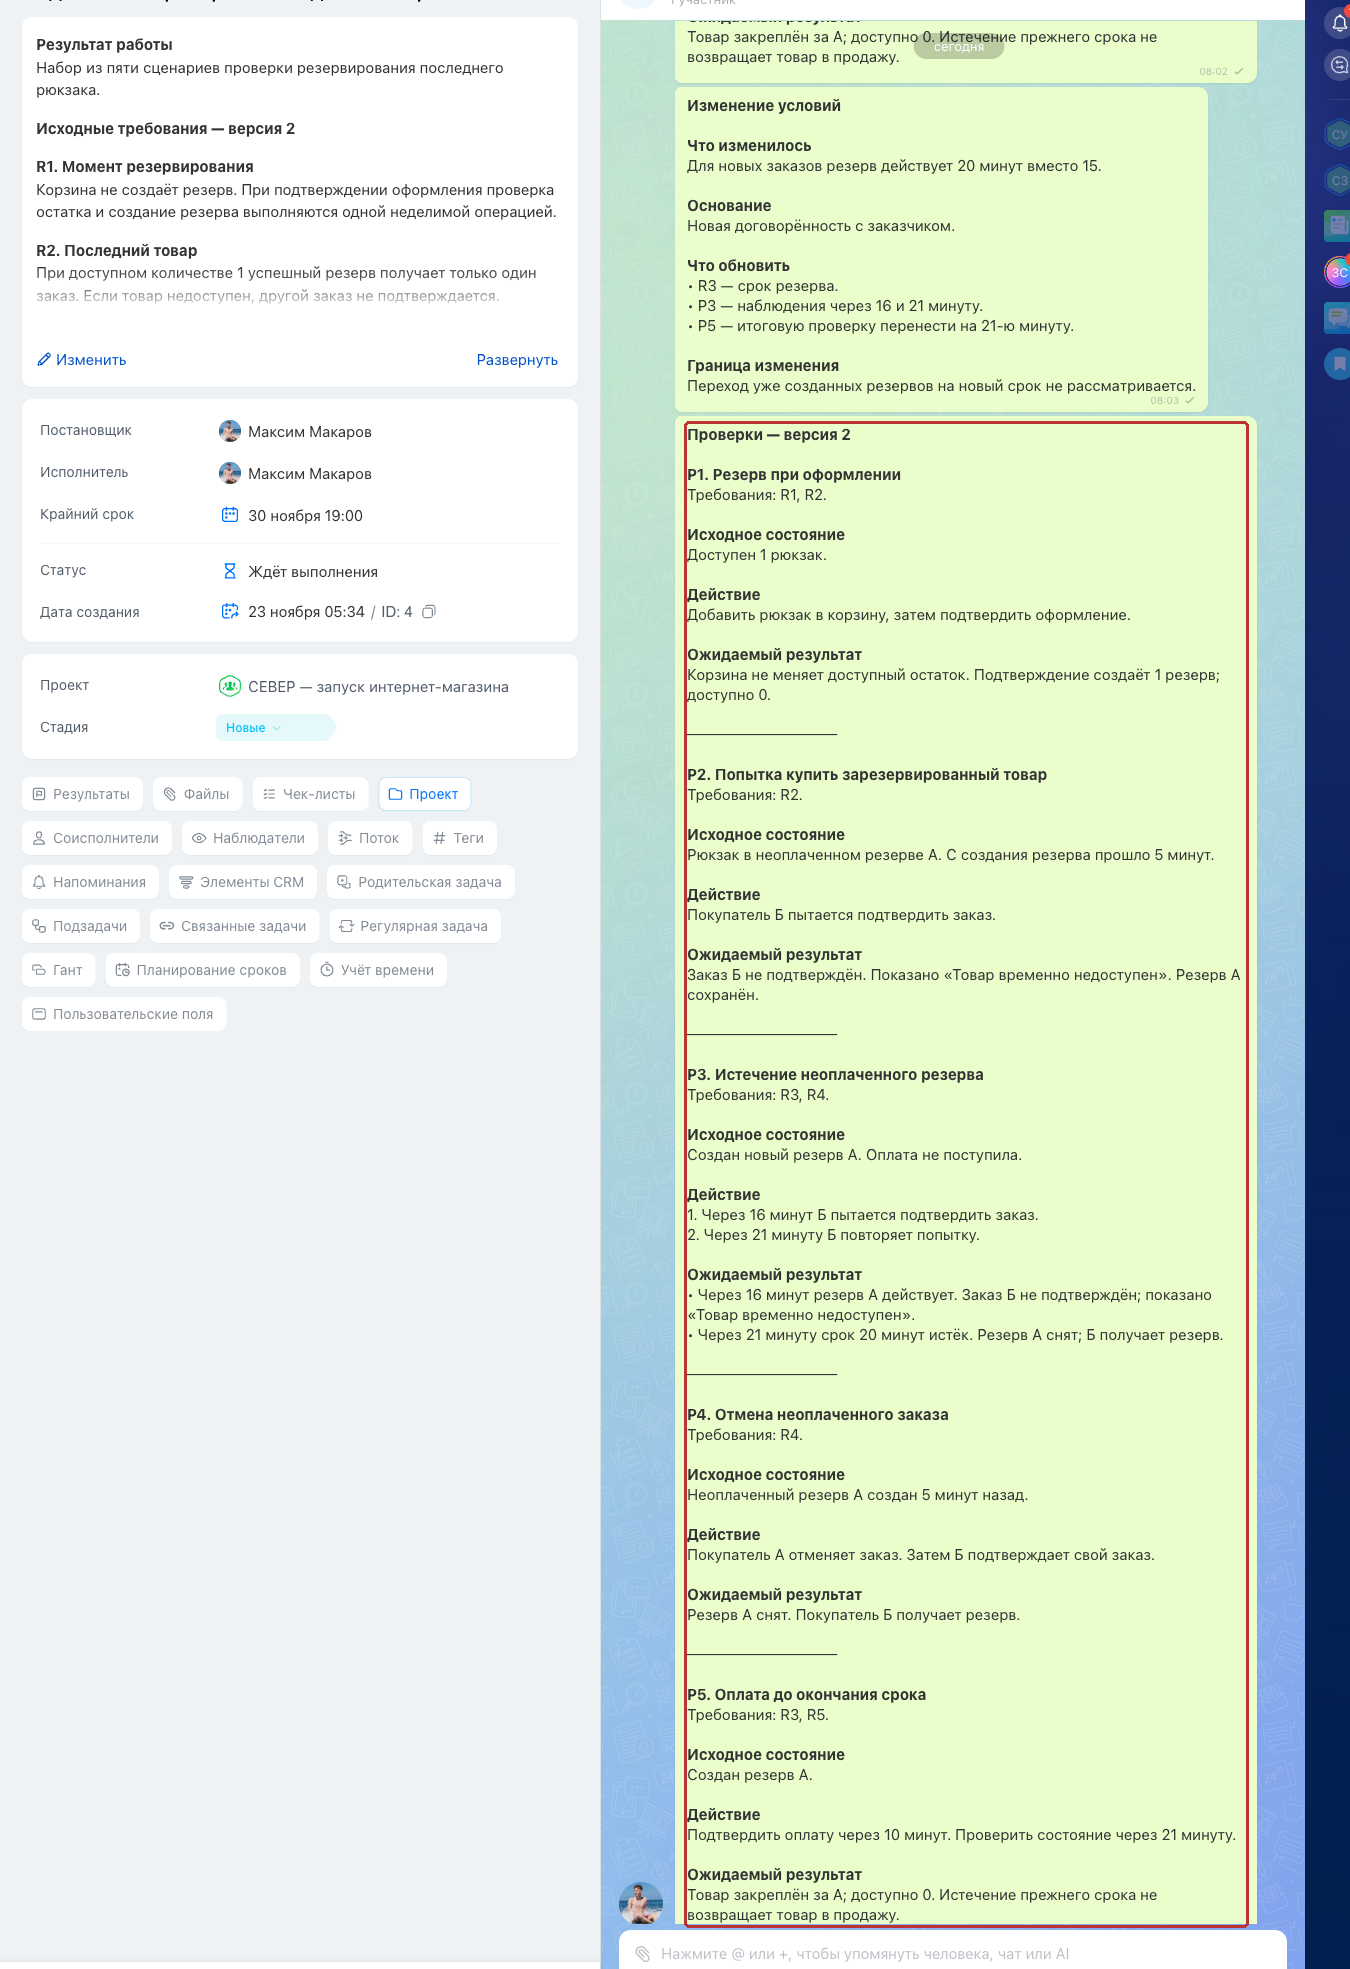 Результат работы
Набор из пяти сценариев проверки резервирования последнего
рюкзака.
Исходные требования — версия 2
R1. Момент резервирования
Корзина не создаёт резерв. При подтверждении оформления проверка
остатка и создание резерва выполняются одной неделимой операцией.
R2. Последний товар
При доступном количестве 1 успешный резерв получает только один
заказ. Если товар недоступен, другой заказ не подтверждается.
Изменить
Развернуть
Постановщик
Максим Макаров
Исполнитель
Максим Макаров
Крайний срок
30 ноября 19:00
Статус
Ждёт выполнения
Дата создания
23 ноября 05:34 / ID: 4
Проект
СЕВЕР — запуск интернет-магазина
Стадия
Новые
Результаты
Файлы
Чек-листы
Проект
Соисполнители
Наблюдатели
Поток
Теги
Напоминания
Элементы CRM
Родительская задача
Подзадачи
Связанные задачи
Регулярная задача
Гант
Планирование сроков
Учёт времени
Пользовательские поля
1 участник
Ожидаемый результат
Товар закреплён за А; доступно 0. Истечение прежнего срока не
возвращает товар в продажу.
08:02
сегодня
Изменение условий
Что изменилось
Для новых заказов резерв действует 20 минут вместо 15.
Основание
Новая договорённость с заказчиком.
Что обновить
• R3 — срок резерва.
• P3 — наблюдения через 16 и 21 минуту.
• P5 — итоговую проверку перенести на 21-ю минуту.
Граница изменения
Переход уже созданных резервов на новый срок не рассматривается.
08:03
Проверки — версия 2
P1. Резерв при оформлении
Требования: R1, R2.
Исходное состояние
Доступен 1 рюкзак.
Действие
Добавить рюкзак в корзину, затем подтвердить оформление.
Ожидаемый результат
Корзина не меняет доступный остаток. Подтверждение создаёт 1 резерв;
доступно 0.
P2. Попытка купить зарезервированный товар
Требования: R2.
Исходное состояние
Рюкзак в неоплаченном резерве А. С создания резерва прошло 5 минут.
Действие
Покупатель Б пытается подтвердить заказ.
Ожидаемый результат
Заказ Б не подтверждён. Показано «Товар временно недоступен». Резерв А
сохранён.
P3. Истечение неоплаченного резерва
Требования: R3, R4.
Исходное состояние
Создан новый резерв А. Оплата не поступила.
Действие
1. Через 16 минут Б пытается подтвердить заказ.
2. Через 21 минуту Б повторяет попытку.
Ожидаемый результат
• Через 16 минут резерв А действует. Заказ Б не подтверждён; показано
«Товар временно недоступен».
• Через 21 минуту срок 20 минут истёк. Резерв А снят; Б получает резерв.
P4. Отмена неоплаченного заказа
Требования: R4.
Исходное состояние
Неоплаченный резерв А создан 5 минут назад.
Действие
Покупатель А отменяет заказ. Затем Б подтверждает свой заказ.
Ожидаемый результат
Резерв А снят. Покупатель Б получает резерв.
P5. Оплата до окончания срока
Требования: R3, R5.
Исходное состояние
Создан резерв А.
Действие
Подтвердить оплату через 10 минут. Проверить состояние через 21 минуту.
Ожидаемый результат
Товар закреплён за А; доступно 0. Истечение прежнего срока не
возвращает товар в продажу.
Нажмите @ или +, чтобы упомянуть человека, чат или AI
СУ
СЗ
ЗС